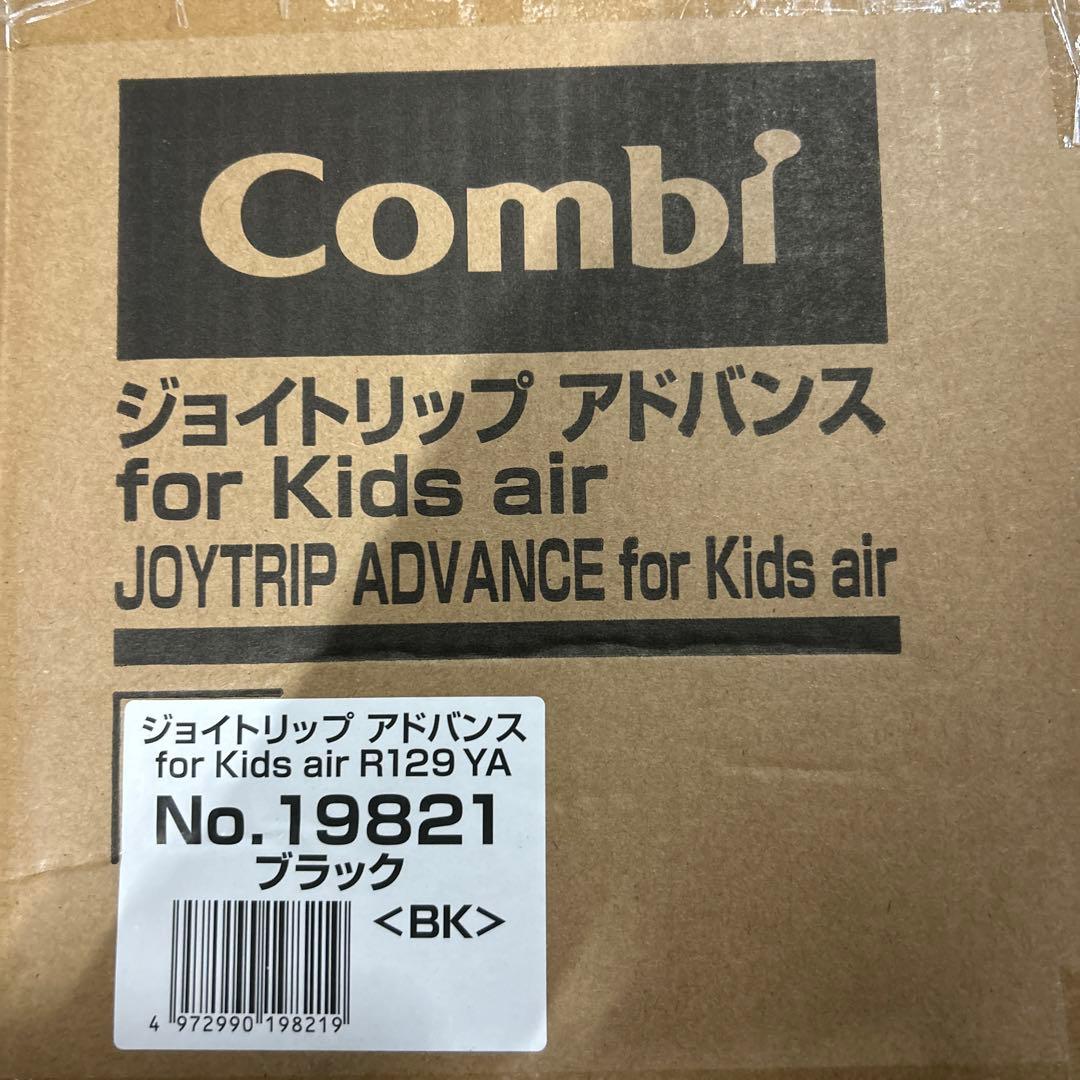 Combi
ジョイトリップ アドバンス
for Kids air
JOYTRIP ADVANCE for Kids air
ジョイトリップ アドバンス
for Kids air R129 YA
No.19821
ブラック
<BK>
4 972990 198219